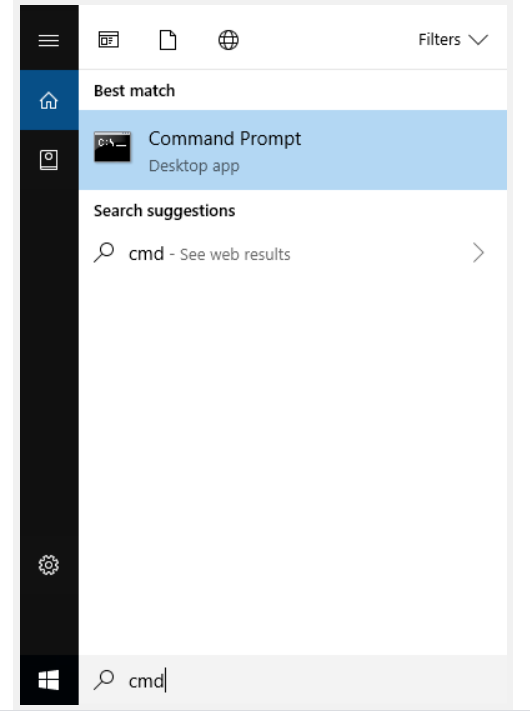 Filters
Best match
C:\_
Command Prompt
Desktop app
Search suggestions
cmd - See web results
cmd